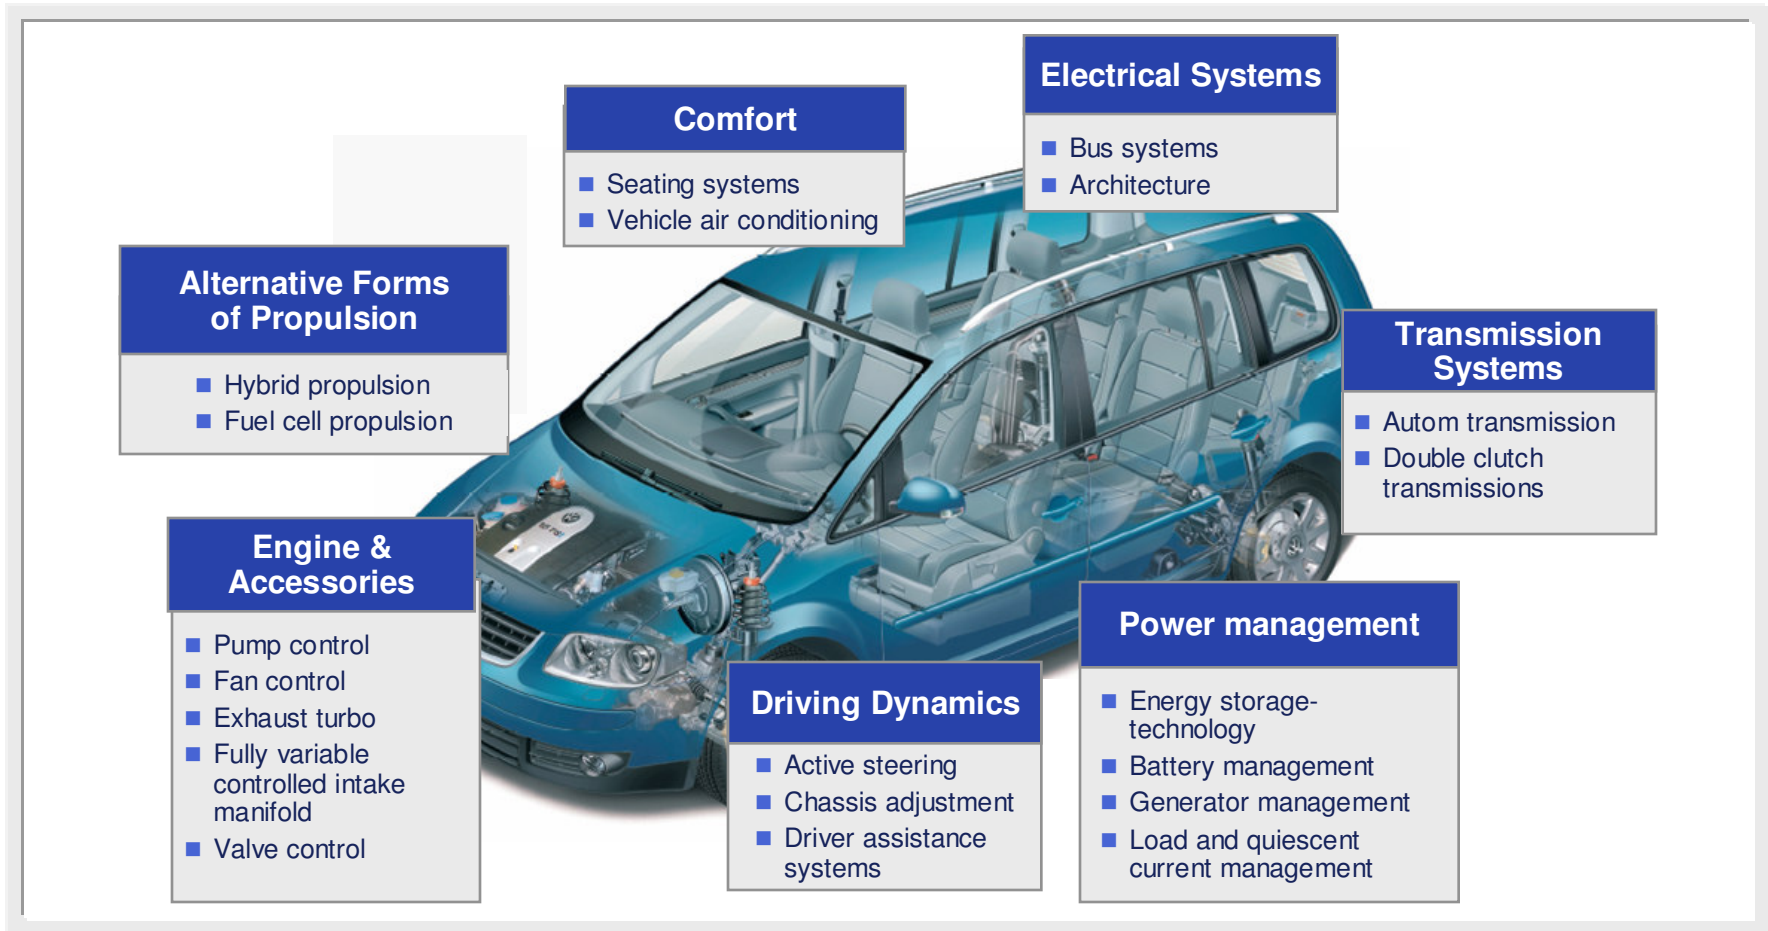 Electrical Systems
Bus systems
Architecture
Comfort
Seating systems
Vehicle air conditioning
Alternative Forms
of Propulsion
Hybrid propulsion
Fuel cell propulsion
Transmission
Systems
Autom transmission
Double clutch
transmissions
Engine &
Accessories
Pump control
Fan control
Exhaust turbo
Fully variable
controlled intake
manifold
Valve control
Driving Dynamics
Active steering
Chassis adjustment
Driver assistance
systems
Power management
Energy storage-
technology
Battery management
Generator management
Load and quiescent
current management